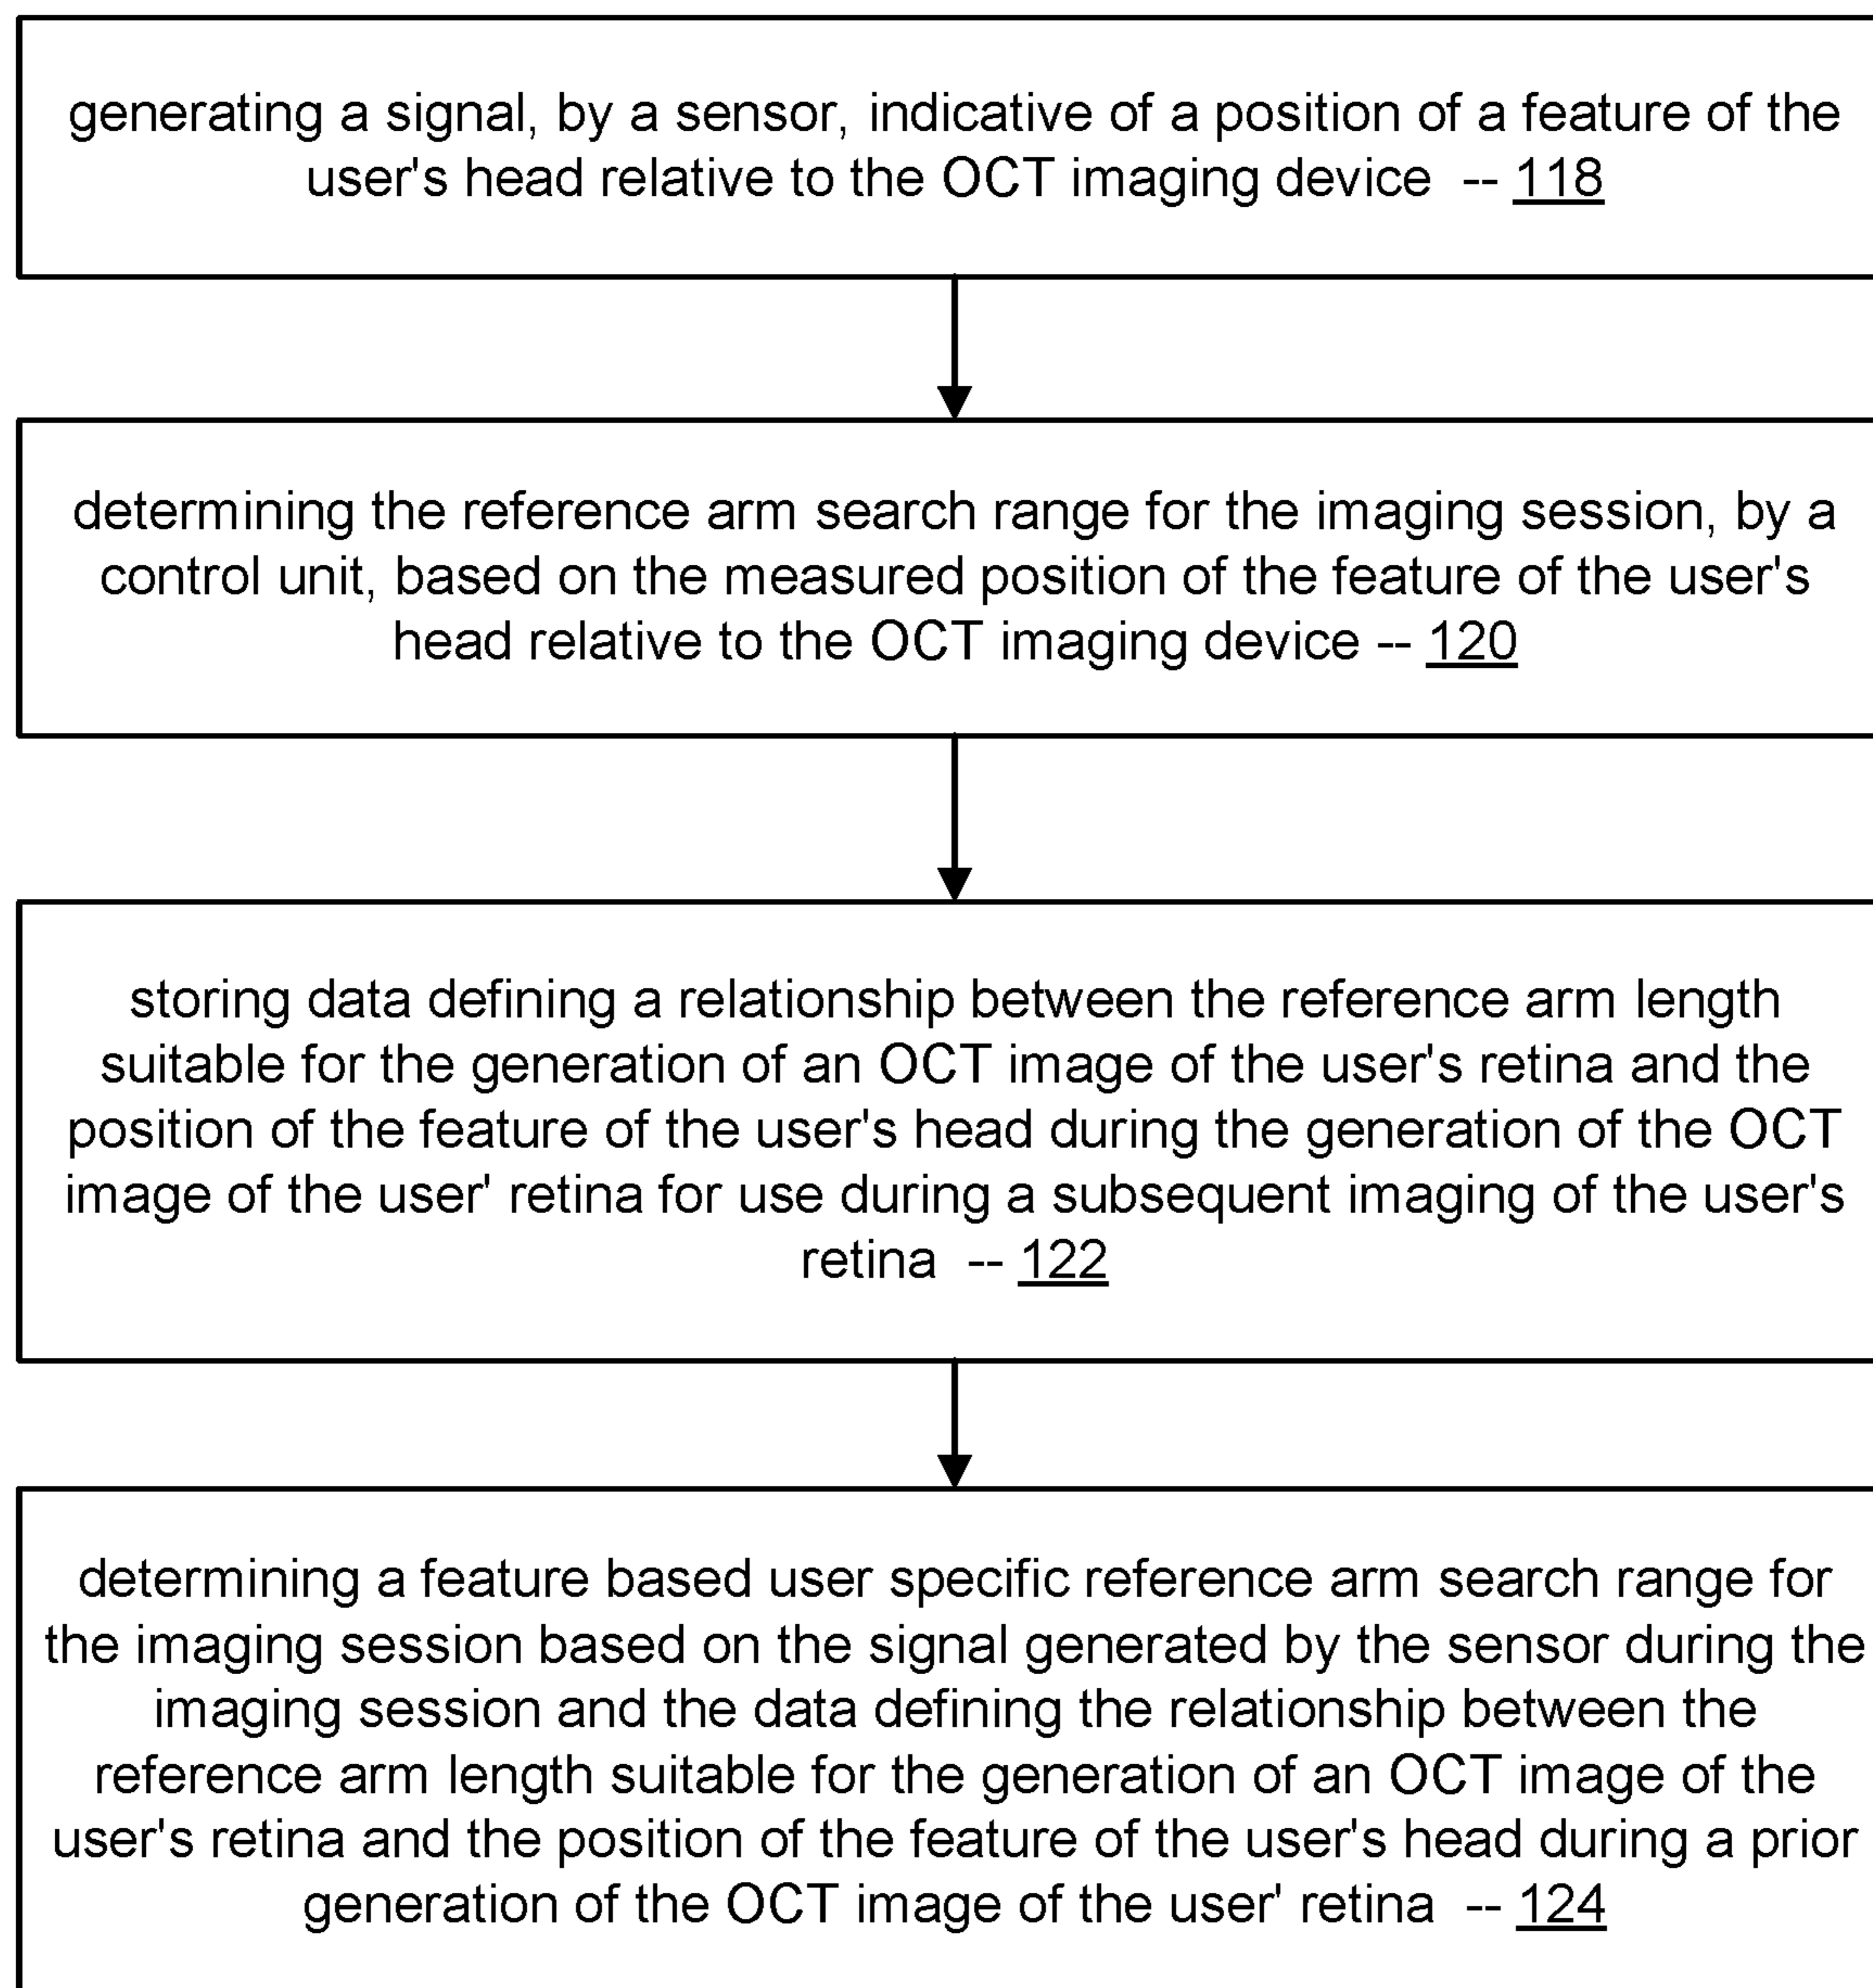 generating a signal, by a sensor, indicative of a position of a feature of the
user's head relative to the OCT imaging device -- 118
determining the reference arm search range for the imaging session, by a
control unit, based on the measured position of the feature of the user's
head relative to the OCT imaging device -- 120
storing data defining a relationship between the reference arm length
suitable for the generation of an OCT image of the user's retina and the
position of the feature of the user's head during the generation of the OCT
image of the user' retina for use during a subsequent imaging of the user's
retina -- 122
determining a feature based user specific reference arm search range for
the imaging session based on the signal generated by the sensor during the
imaging session and the data defining the relationship between the
reference arm length suitable for the generation of an OCT image of the
user's retina and the position of the feature of the user's head during a prior
generation of the OCT image of the user' retina -- 124